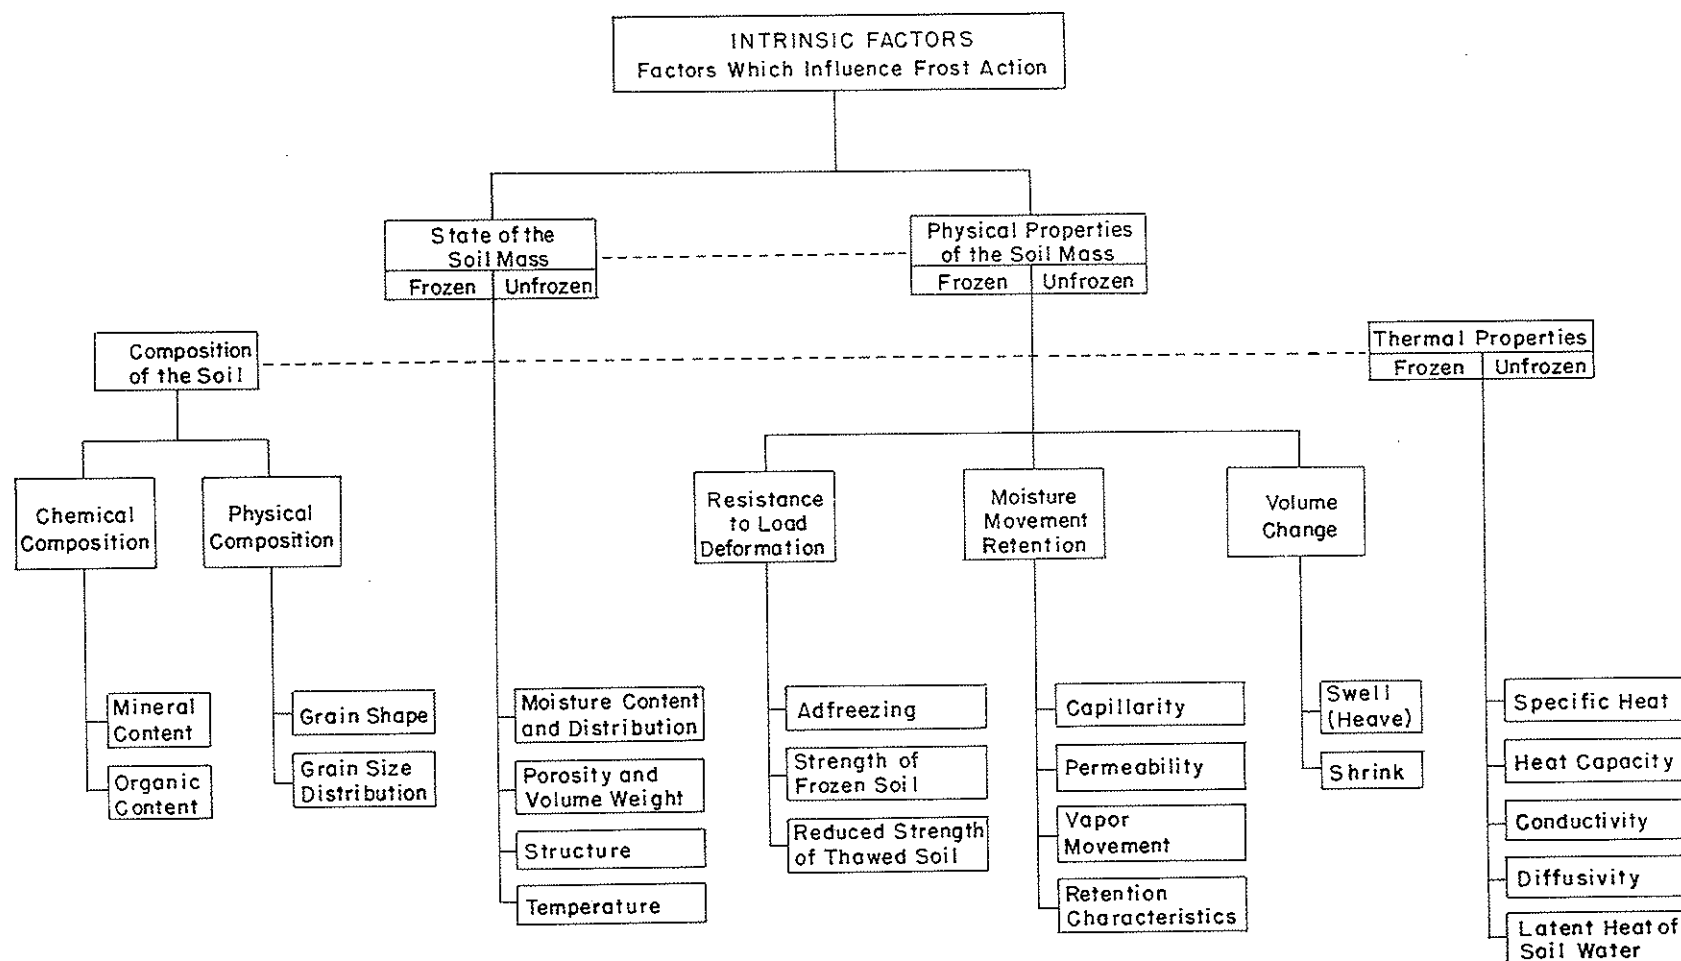 INTRINSIC FACTORS
Factors Which Influence Frost Action
State of the
Soil Mass
Frozen
Unfrozen
Physical Properties
of the Soil Mass
Frozen
Unfrozen
Composition
of the Soil
Thermal Properties
Frozen
Unfrozen
Chemical
Composition
Physical
Composition
Resistance
to Load
Deformation
Moisture
Movement
Retention
Volume
Change
Mineral
Content
Organic
Content
Grain Shape
Grain Size
Distribution
Moisture Content
and Distribution
Porosity and
Volume Weight
Structure
Temperature
Adfreezing
Strength of
Frozen Soil
Reduced Strength
of Thawed Soil
Capillarity
Permeability
Vapor
Movement
Retention
Characteristics
Swell
(Heave)
Shrink
Specific Heat
Heat Capacity
Conductivity
Diffusivity
Latent Heat of
Soil Water